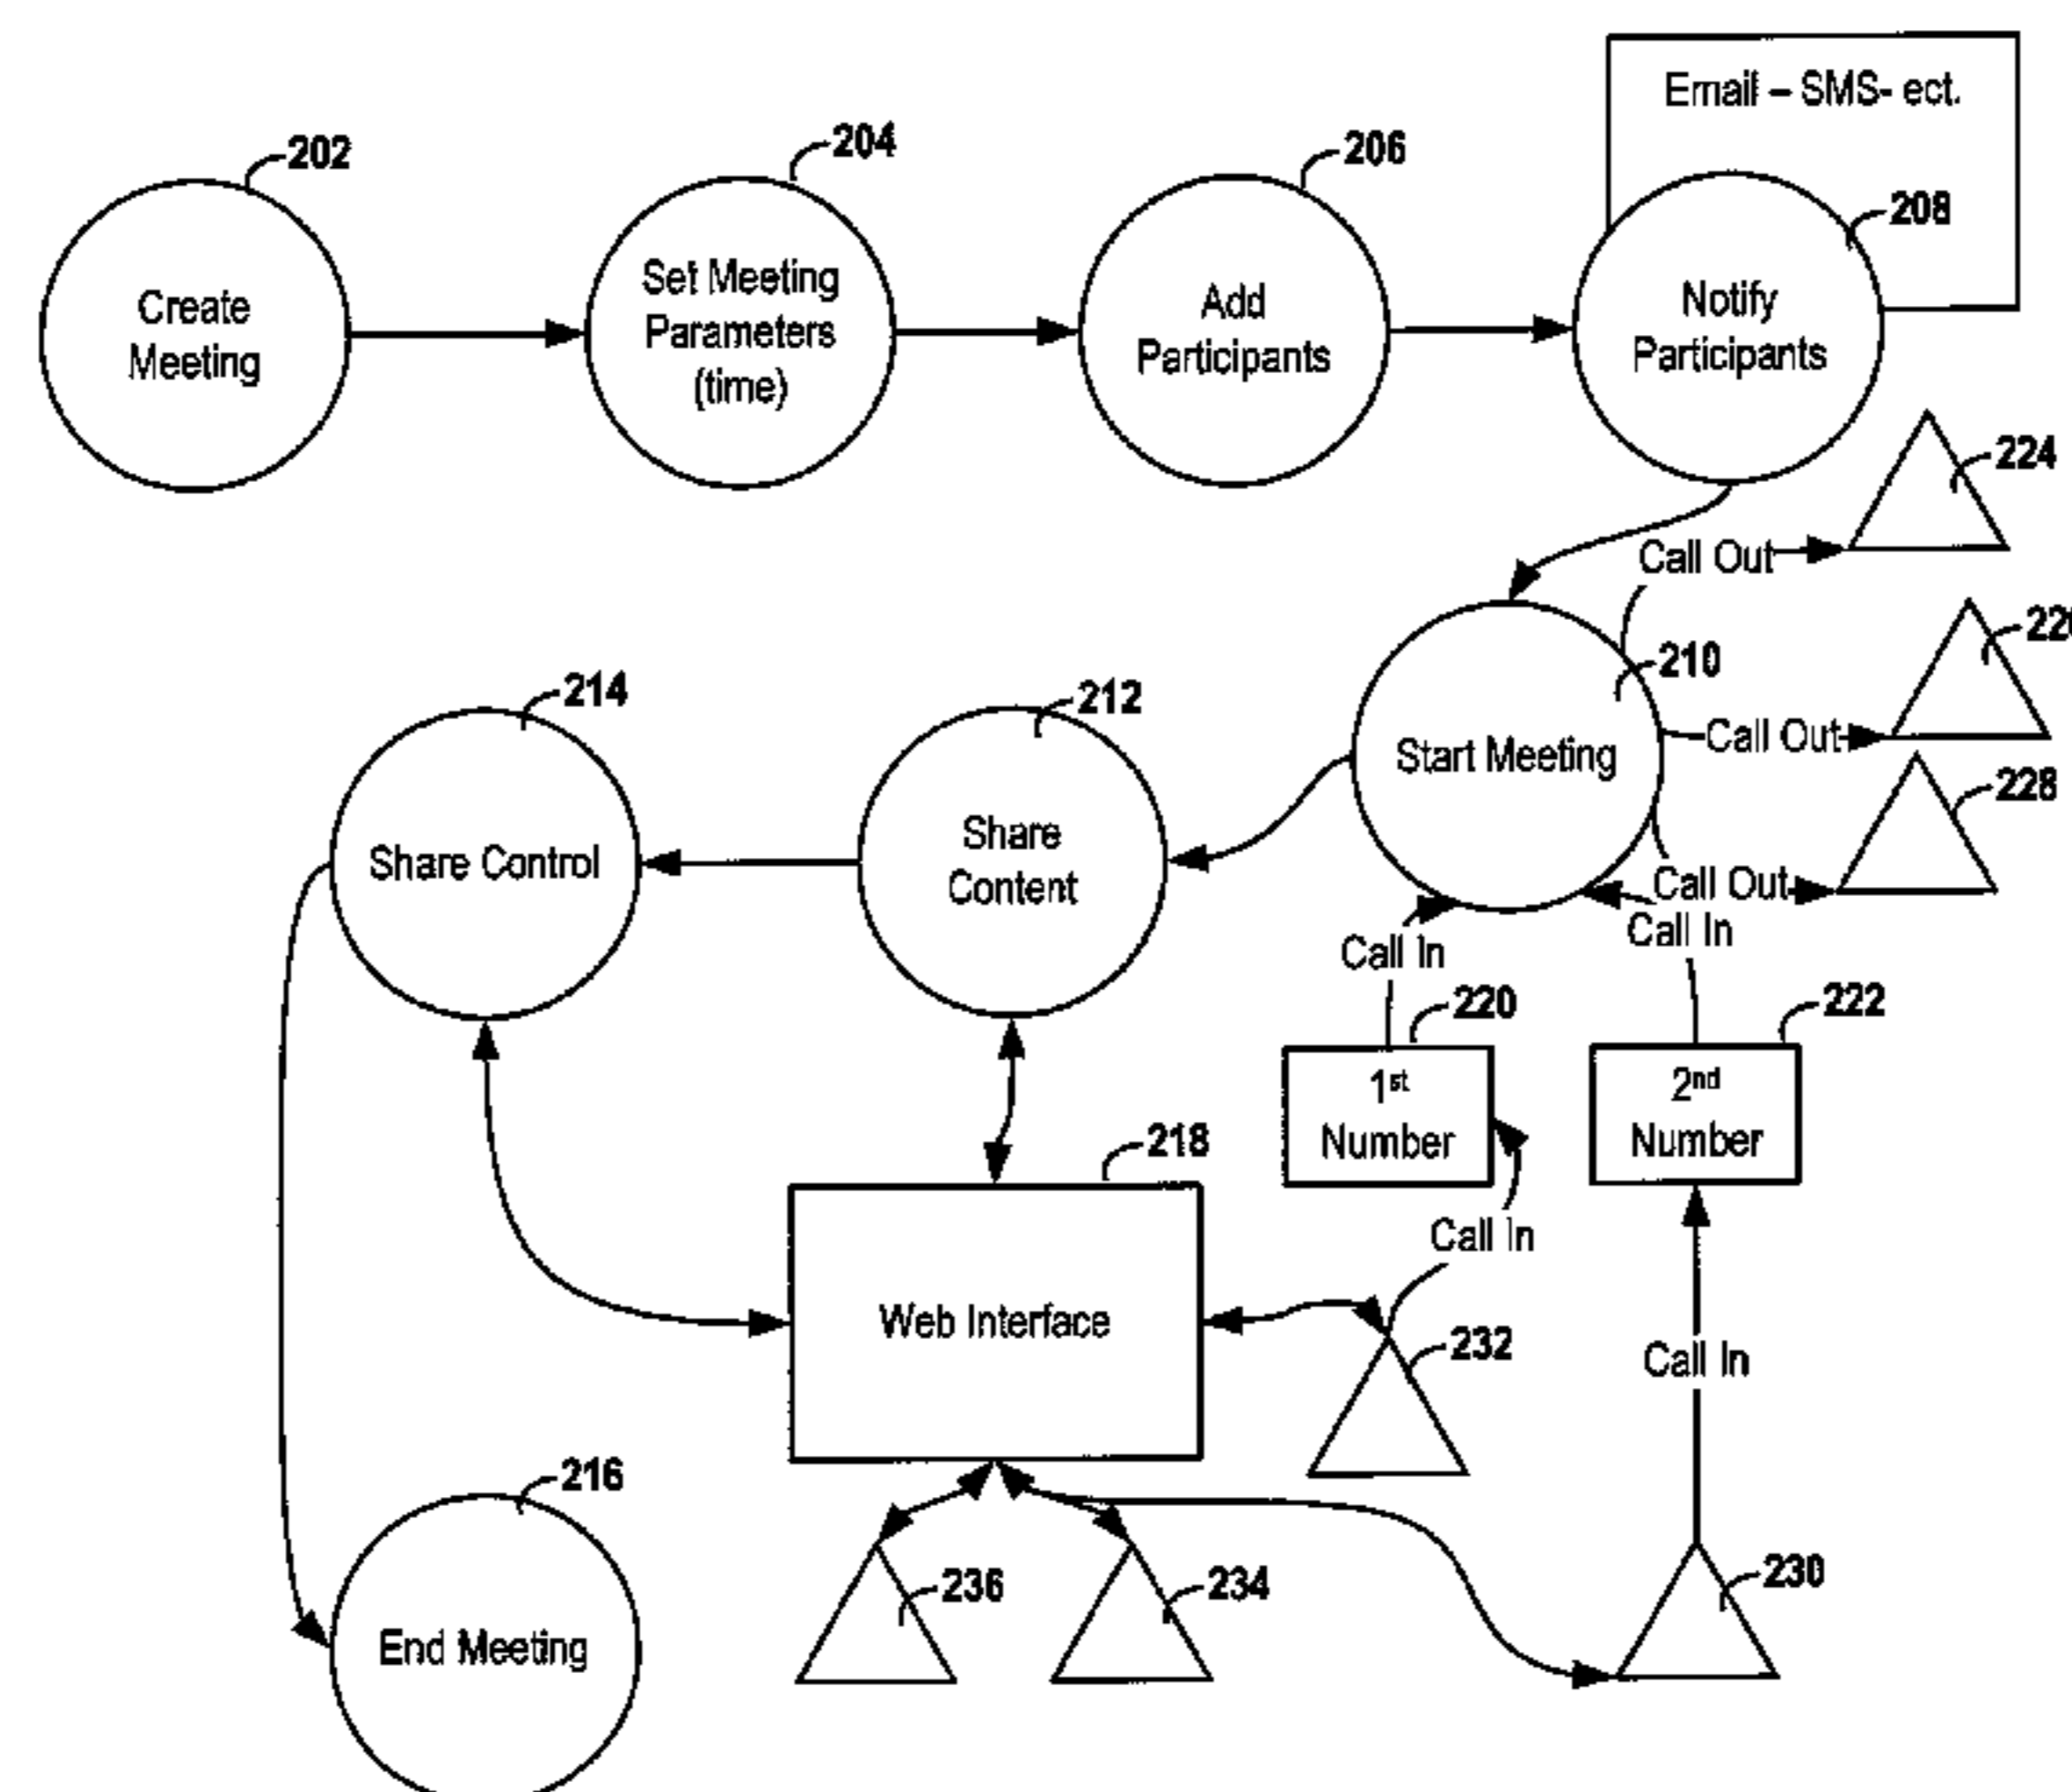 Email – SMS- ect.
202
204
206
208
Create
Meeting
Set Meeting
Parameters
(time)
Add
Participants
Notify
Participants
224
Call Out
210
214
212
Call Out
228
Start Meeting
Share Control
Share
Content
Call Out
Call In
Call In
220
222
1st
Number
2nd
Number
218
Call In
Web Interface
232
Call In
216
236
234
230
End Meeting